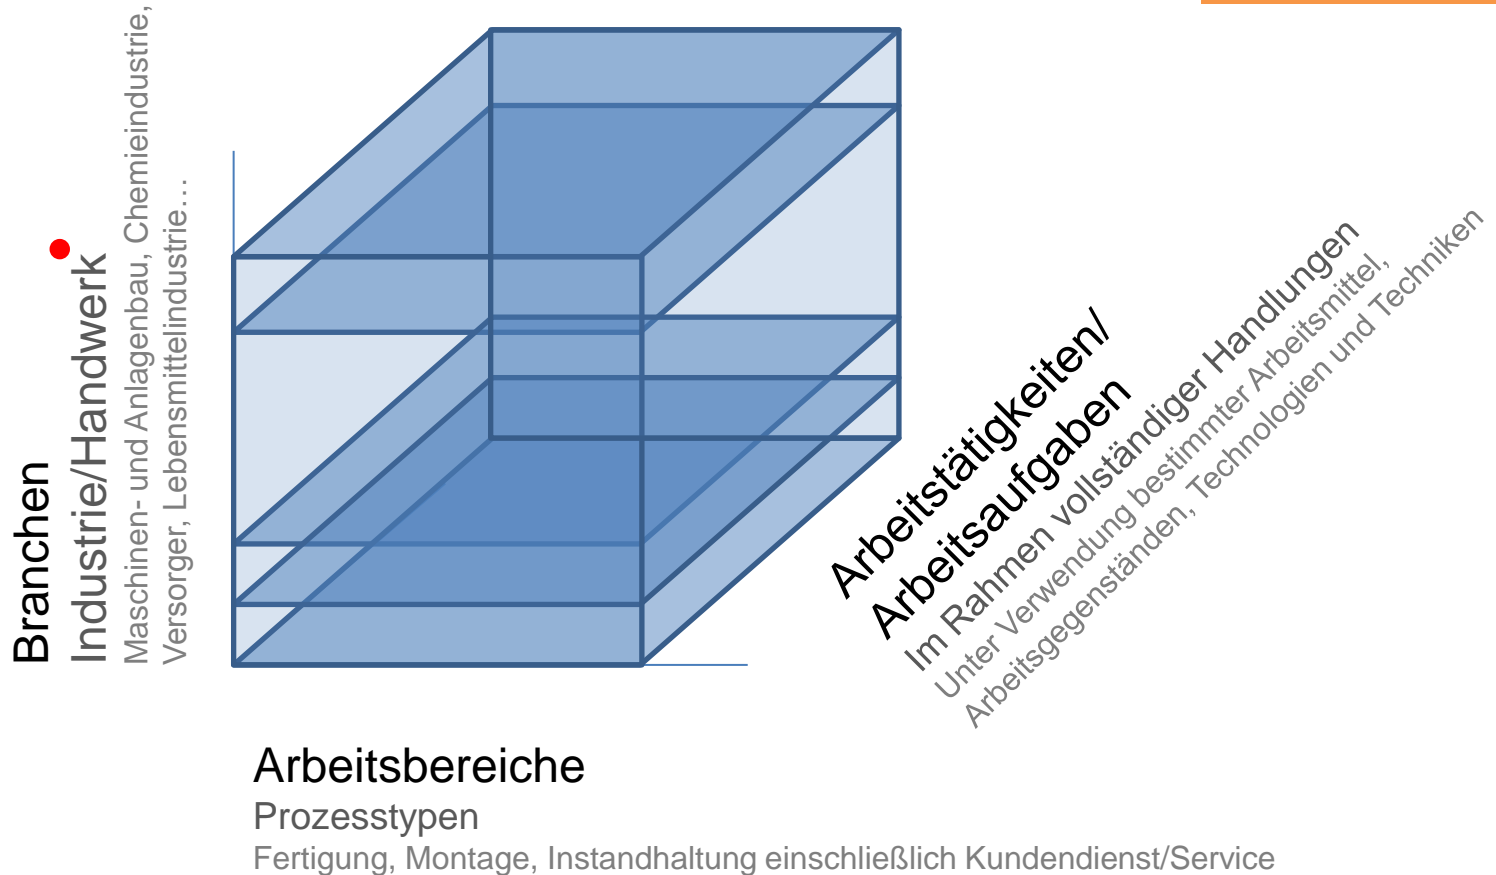 Branchen
Industrie/Handwerk
Maschinen- und Anlagenbau, Chemieindustrie,
Versorger, Lebensmittelindustrie…
Arbeitstätigkeiten/
Arbeitsaufgaben
Im Rahmen vollständiger Handlungen
Unter Verwendung bestimmter Arbeitsmittel,
Arbeitsgegenständen, Technologien und Techniken
Arbeitsbereiche
Prozesstypen
Fertigung, Montage, Instandhaltung einschließlich Kundendienst/Service